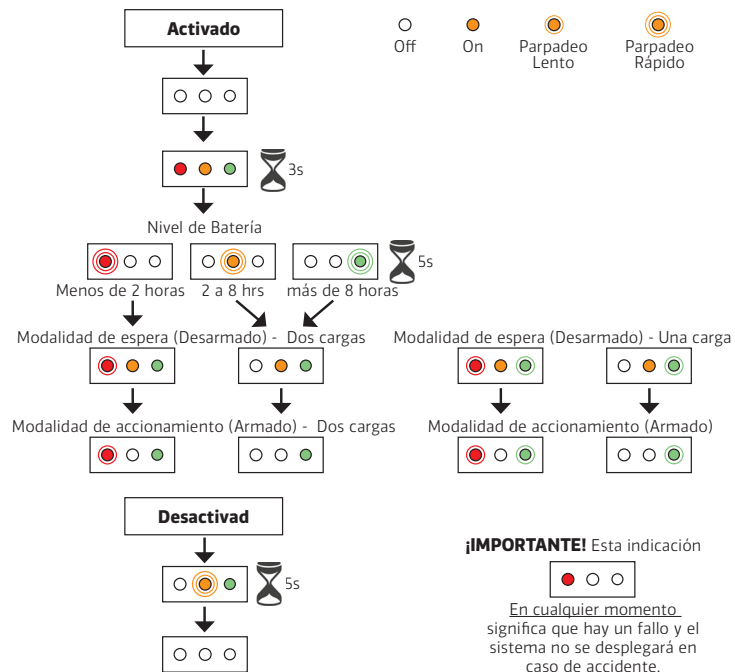 Activado
Off
On
Parpadeo
Lento
Parpadeo
Rápido
3s
Nivel de Batería
5s
Menos de 2 horas
2 a 8 hrs
más de 8 horas
Modalidad de espera (Desarmado) - Dos cargas
Modalidad de espera (Desarmado) - Una carga
Modalidad de accionamiento (Armado) - Dos cargas
Modalidad de accionamiento (Armado)
Desactivad
5s
¡IMPORTANTE! Esta indicación
En cualquier momento
significa que hay un fallo y el
sistema no se desplegará en
caso de accidente.